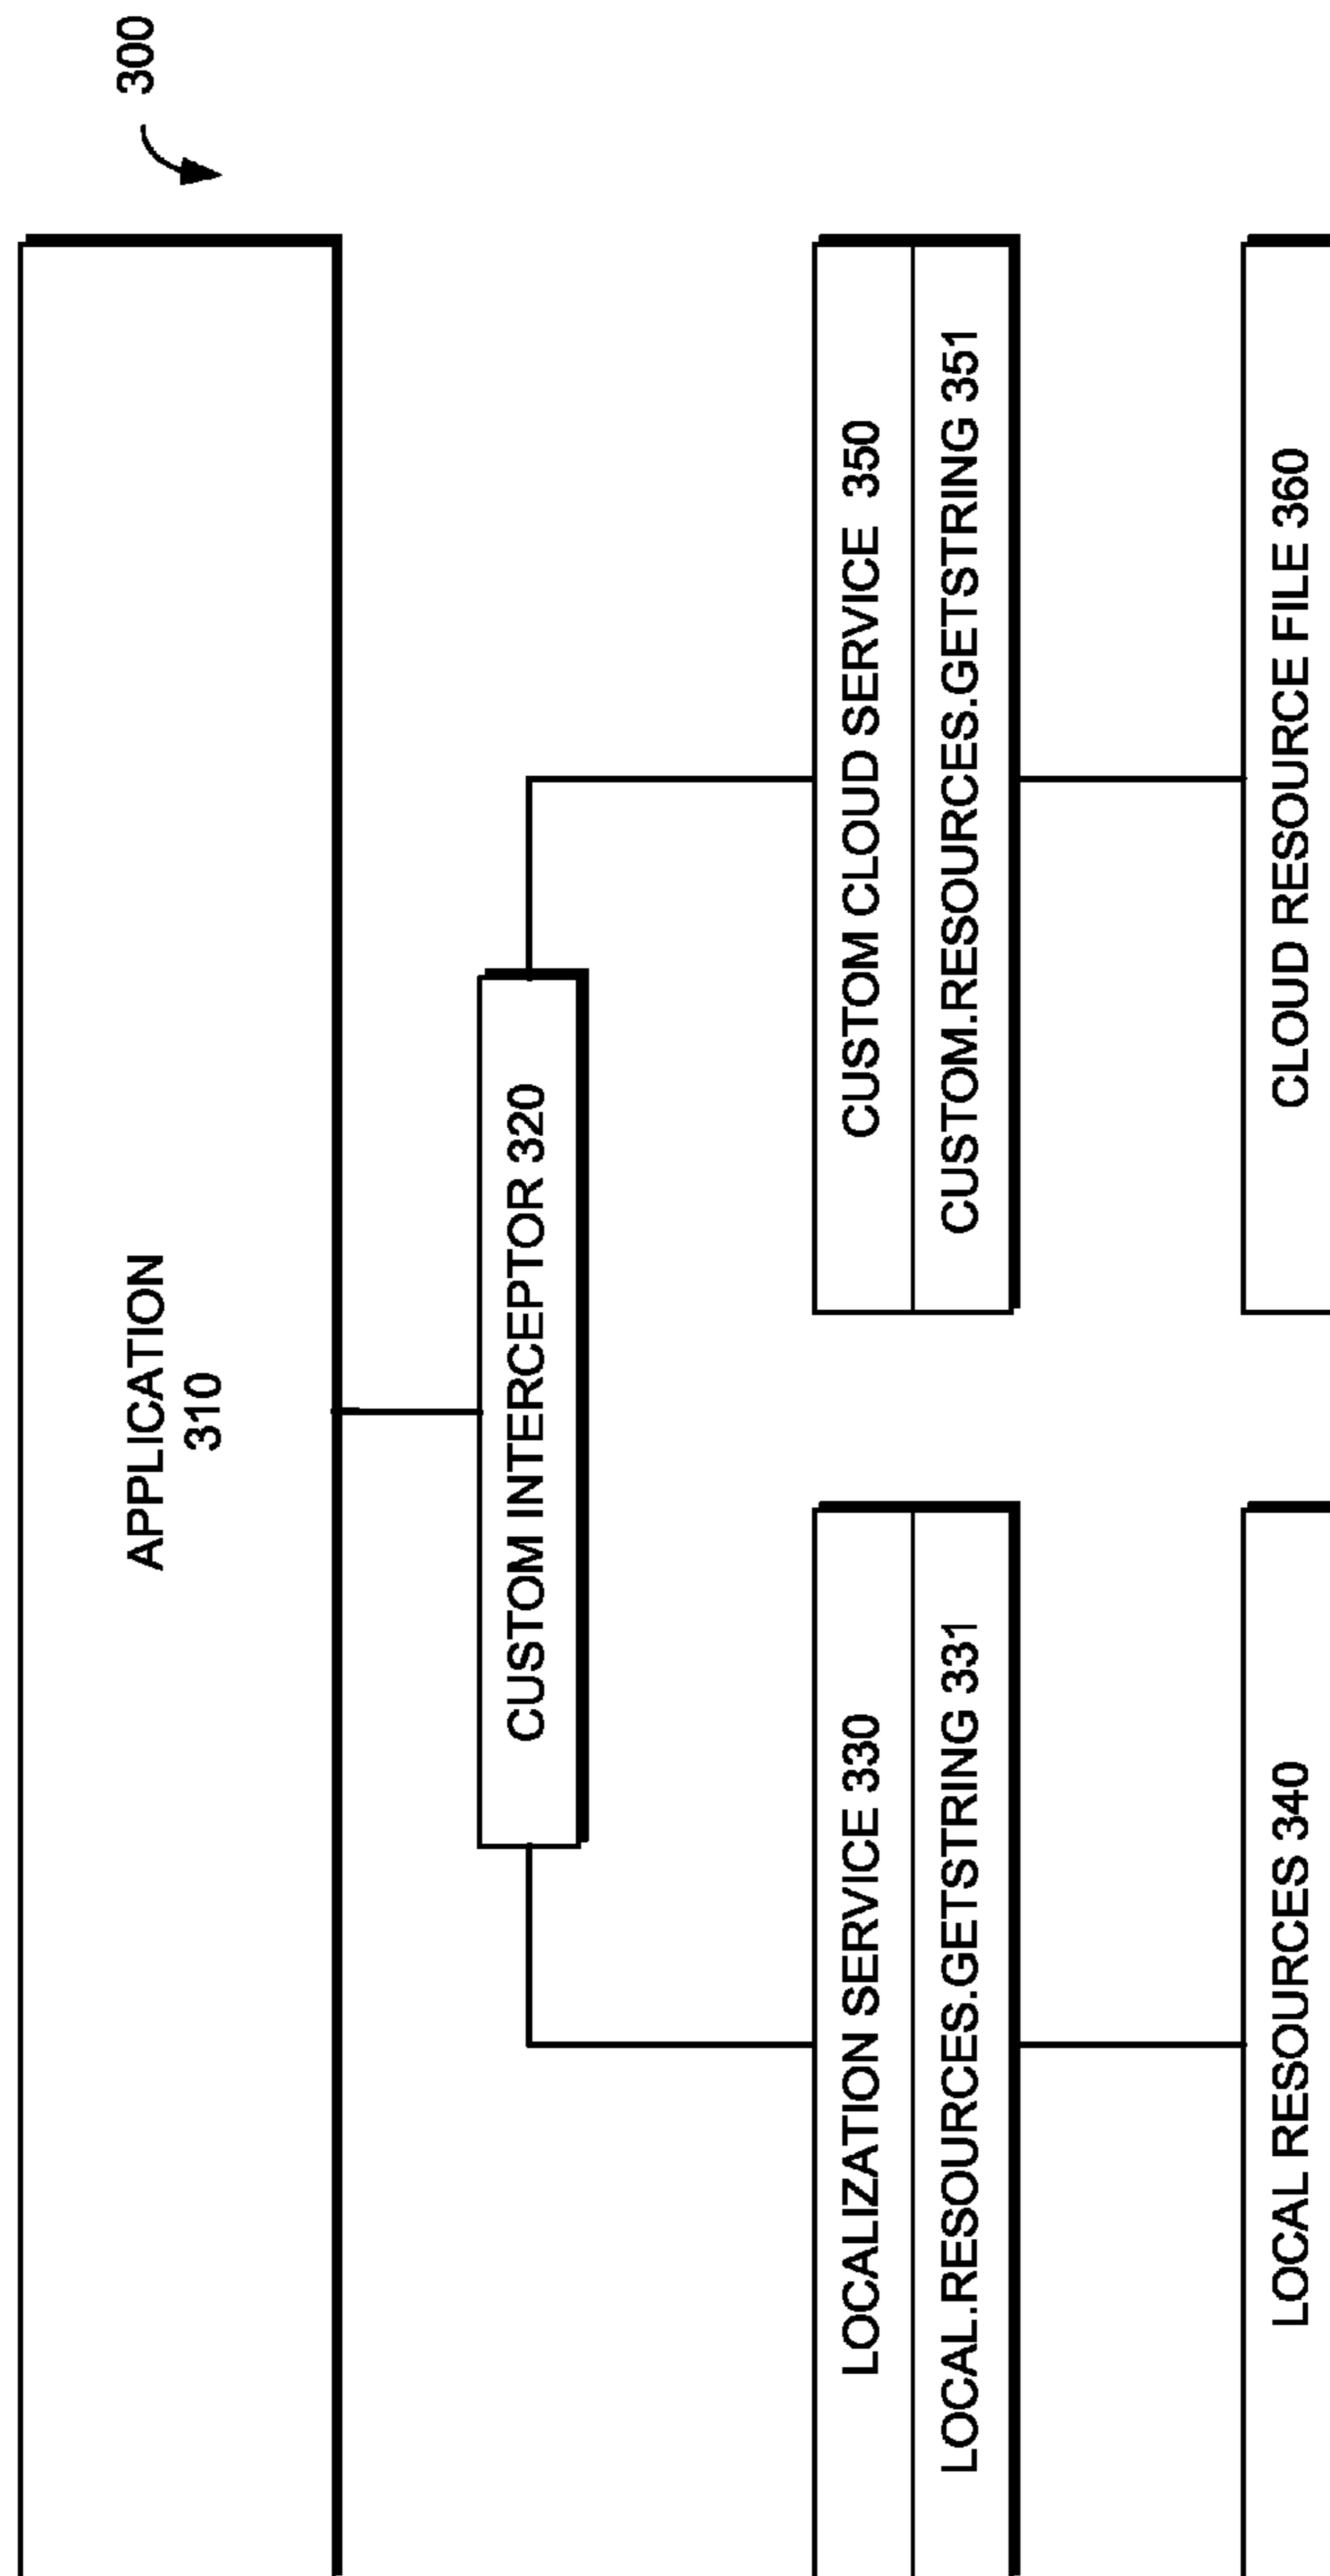 300
APPLICATION
310
CUSTOM INTERCEPTOR 320
LOCALIZATION SERVICE 330
LOCAL.RESOURCES.GETSTRING 331
CUSTOM CLOUD SERVICE 350
CUSTOM.RESOURCES.GETSTRING 351
LOCAL RESOURCES 340
CLOUD RESOURCE FILE 360